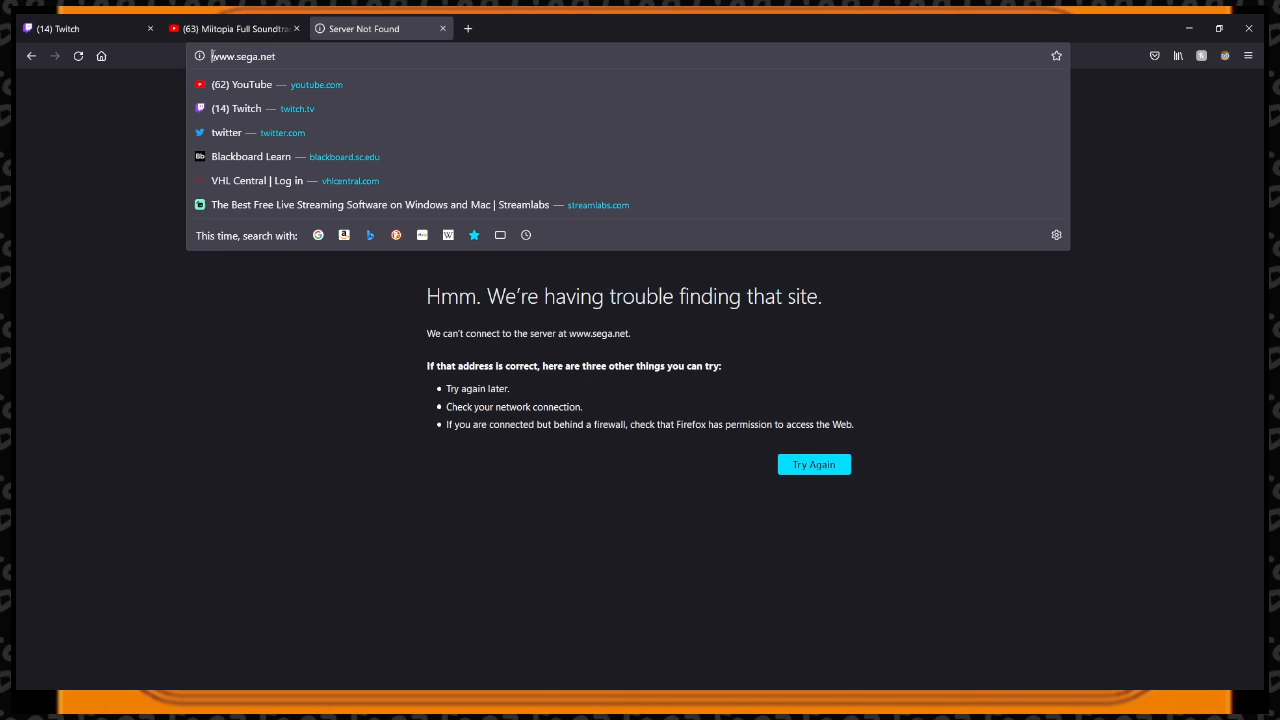 (14) Twitch
(63) Miitopia Full Soundtra
Server Not Found
www.sega.net
(62) YouTube — youtube.com
(14) Twitch — twitch.tv
twitter — twitter.com
Bb Blackboard Learn — blackboard.sc.edu
VHL Central | Log in — vhlcentral.com
The Best Free Live Streaming Software on Windows and Mac | Streamlabs — streamlabs.com
This time, search with:
Hmm. We're having trouble finding that site.
We can't connect to the server at www.sega.net.
If that address is correct, here are three other things you can try:
• Try again later.
• Check your network connection.
• If you are connected but behind a firewall, check that Firefox has permission to access the Web.
Try Again